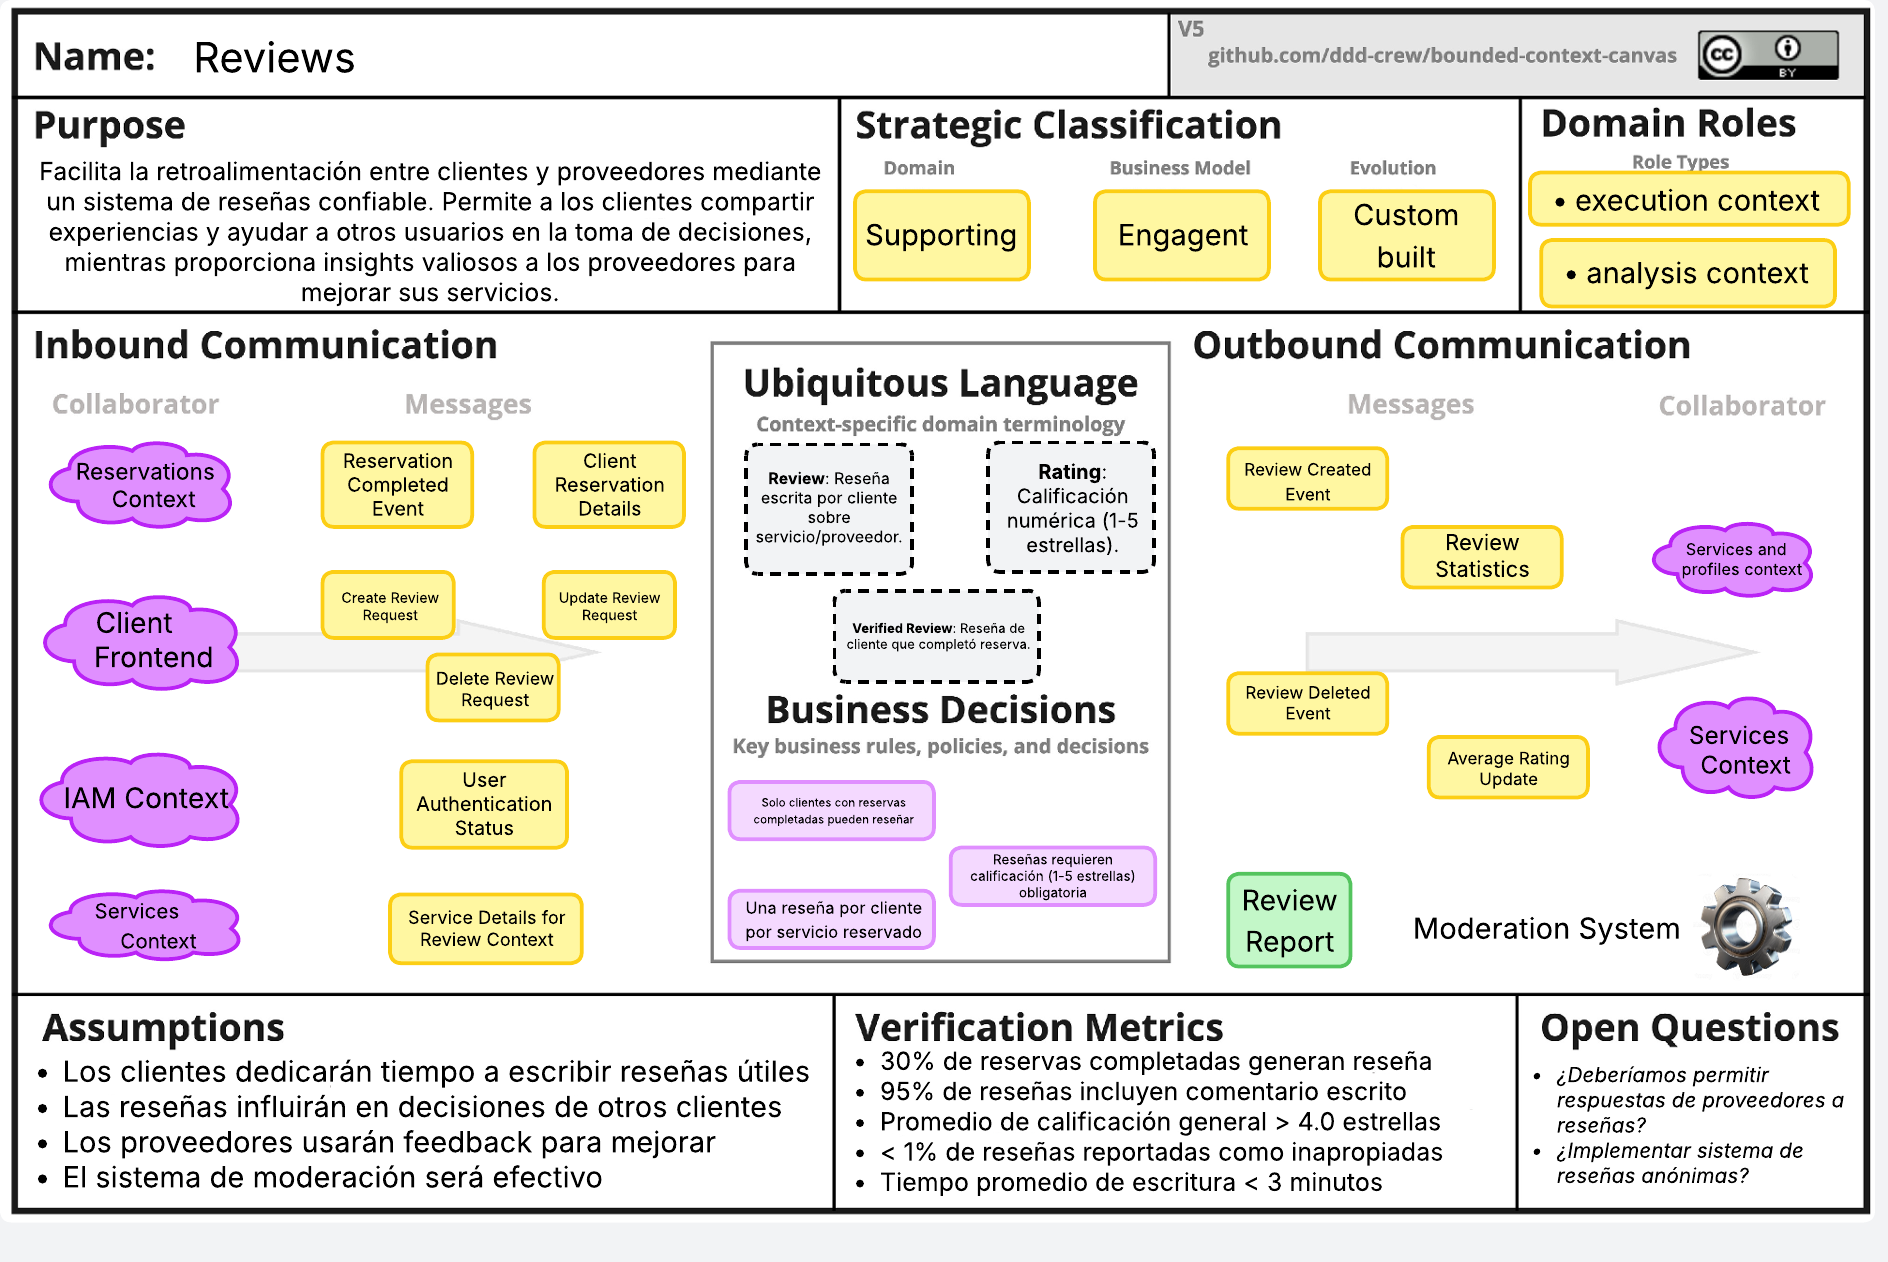 Name: Reviews
V5
github.com/ddd-crew/bounded-context-canvas
cc
BY
Purpose
Facilita la retroalimentación entre clientes y proveedores mediante
un sistema de reseñas confiable. Permite a los clientes compartir
experiencias y ayudar a otros usuarios en la toma de decisiones,
mientras proporciona insights valiosos a los proveedores para
mejorar sus servicios.
Strategic Classification
Domain
Business Model
Evolution
Supporting
Engagent
Custom
built
Domain Roles
Role Types
• execution context
• analysis context
Inbound Communication
Collaborator
Messages
Reservations
Context
Reservation
Completed
Event
Client
Reservation
Details
Client
Frontend
Create Review
Request
Update Review
Request
Delete Review
Request
IAM Context
User
Authentication
Status
Services
Context
Service Details for
Review Context
Ubiquitous Language
Context-specific domain terminology
Review: Reseña
escrita por cliente
sobre
servicio/proveedor.
Rating:
Calificación
numérica (1-5
estrellas).
Verified Review: Reseña de
cliente que completó reserva.
Business Decisions
Key business rules, policies, and decisions
Solo clientes con reservas
completadas pueden reseñar
Reseñas requieren
calificación (1-5 estrellas)
obligatoria
Una reseña por cliente
por servicio reservado
Outbound Communication
Messages
Collaborator
Review Created
Event
Review
Statistics
Services and
profiles context
Review Deleted
Event
Average Rating
Update
Services
Context
Review
Report
Moderation System
Assumptions
• Los clientes dedicarán tiempo a escribir reseñas útiles
• Las reseñas influirán en decisiones de otros clientes
• Los proveedores usarán feedback para mejorar
• El sistema de moderación será efectivo
Verification Metrics
• 30% de reservas completadas generan reseña
• 95% de reseñas incluyen comentario escrito
• Promedio de calificación general > 4.0 estrellas
• < 1% de reseñas reportadas como inapropiadas
• Tiempo promedio de escritura < 3 minutos
Open Questions
• ¿Deberíamos permitir
respuestas de proveedores a
reseñas?
• ¿Implementar sistema de
reseñas anónimas?